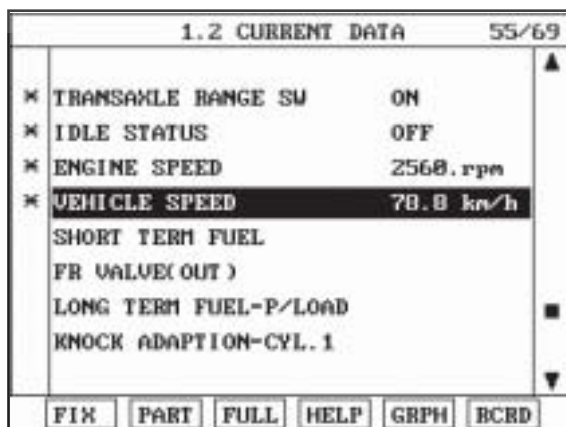 1.2 CURRENT DATA 55/69
* TRANSAXLE RANGE SW ON
* IDLE STATUS OFF
* ENGINE SPEED 2560.rpm
* VEHICLE SPEED 78.8 km/h
SHORT TERM FUEL
FR VALVE(OUT)
LONG TERM FUEL-P/LOAD
KNOCK ADAPTION-CYL.1
FIX PART FULL HELP GRPH RCRD